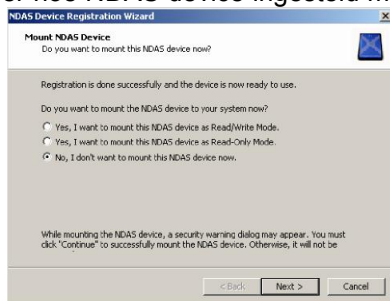 NDAS device ingesteld
NDAS Device Registration Wizard
Mount NDAS Device
Do you want to mount this NDAS device now?
Registration is done successfully and the device is now ready to use.
Do you want to mount the NDAS device to your system now?
Yes, I want to mount this NDAS device as Read/Write Mode.
Yes, I want to mount this NDAS device as Read-Only Mode.
No, I don't want to mount this NDAS device now.
While mounting the NDAS device, a security warning dialog may appear. You must
click "Continue" to successfully mount the NDAS device. Otherwise, it will not be
< Back
Next >
Cancel